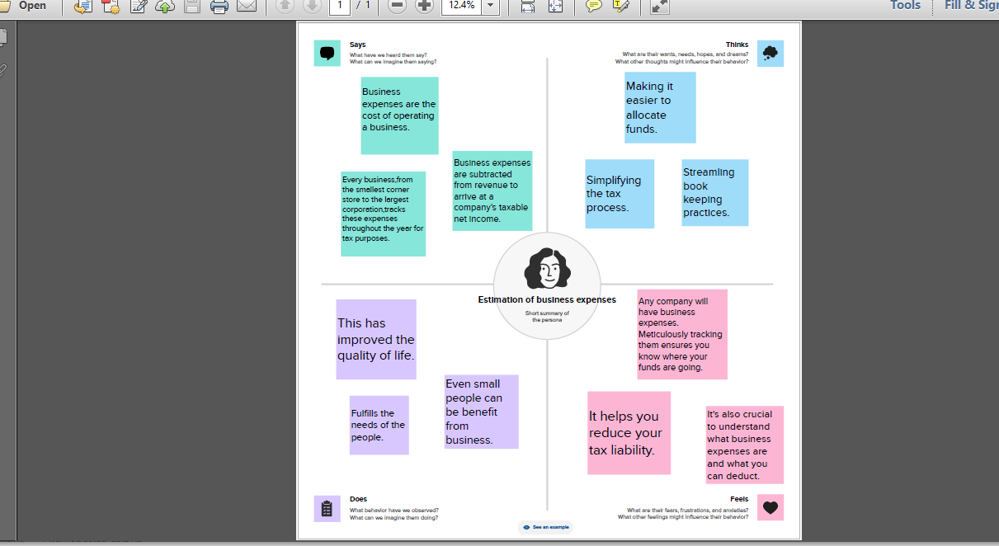 Open
1 / 1
12.4%
Tools
Fill & Sign
Says
What have we heard them say?
What can we imagine them saying?
Thinks
What are their wants, needs, hopes, and dreams?
What other thoughts might influence their behavior?
Business
expenses are the
cost of operating
a business.
Making it
easier to
allocate
funds.
Every business,from
the smallest corner
store to the largest
corporation,tracks
these expenses
throughout the year for
tax purposes.
Business expenses
are subtracted
from revenue to
arrive at a
company's taxable
net income.
Simplifying
the tax
process.
Streamling
book
keeping
practices.
Estimation of business expenses
Short summary of
the persona
This has
improved the
quality of life.
Any company will
have business
expenses.
Meticulously tracking
them ensures you
know where your
funds are going.
Fulfills the
needs of the
people.
Even small
people can
be benefit
from
business.
It helps you
reduce your
tax liability.
It's also crucial
to understand
what business
expenses are
and what you
can deduct.
Does
What behavior have we observed?
What can we imagine them doing?
Feels
What are their fears, frustrations, and anxieties?
What other feelings might influence their behavior?
See an example